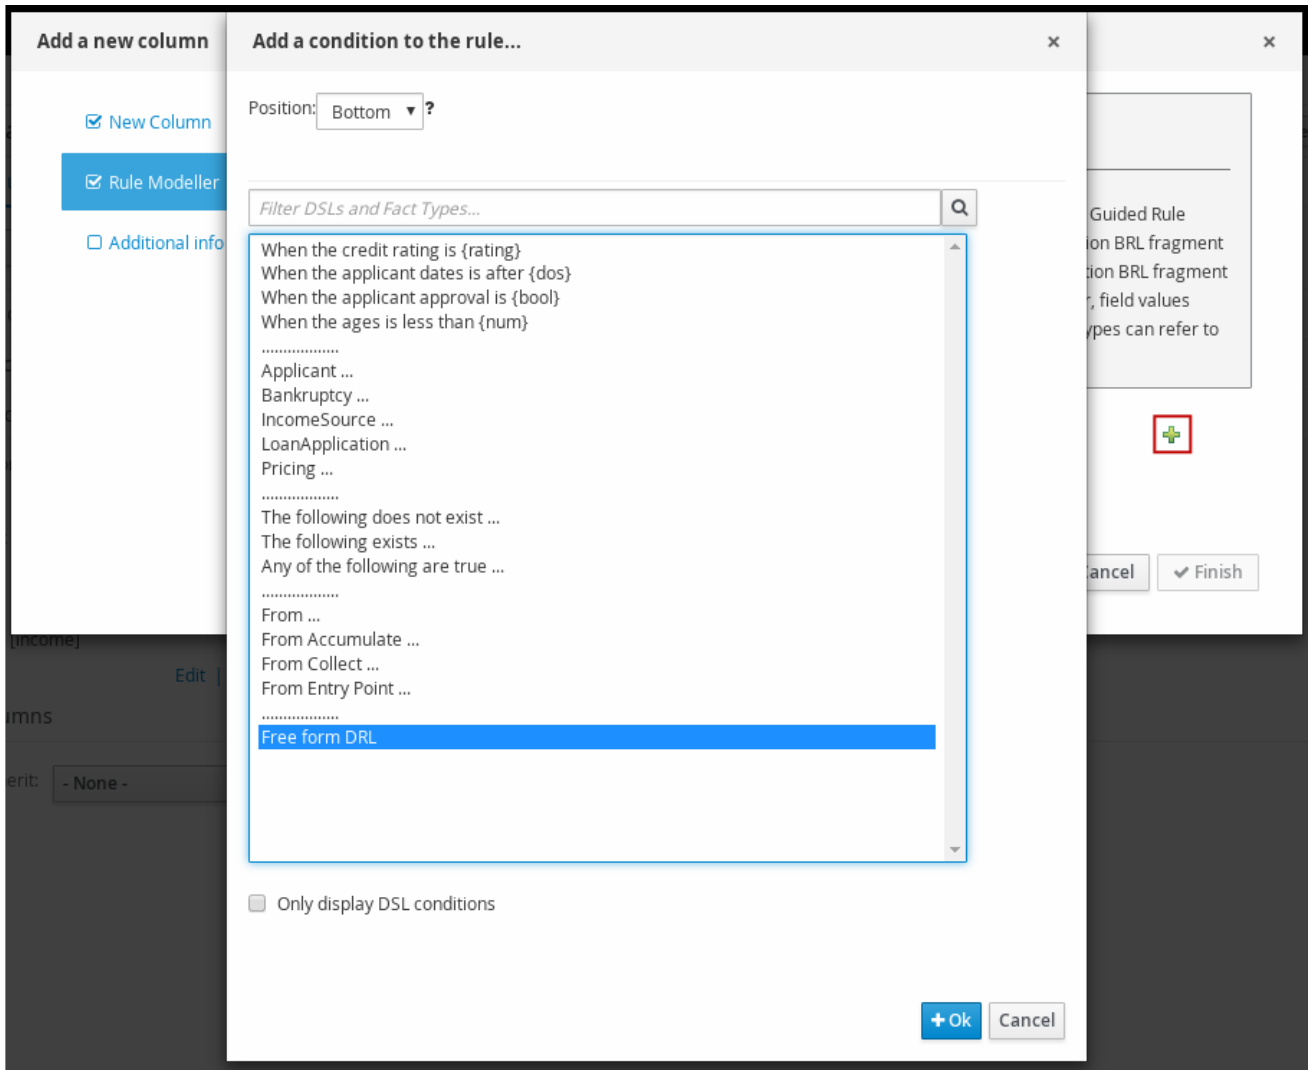 Add a new column
Add a condition to the rule...
×
×
Position:
Bottom ▼
?
New Column
Rule Modeller
Additional info
Filter DSLs and Fact Types...
When the credit rating is {rating}
When the applicant dates is after {dos}
When the applicant approval is {bool}
When the ages is less than {num}
..................
Applicant ...
Bankruptcy ...
IncomeSource ...
LoanApplication ...
Pricing ...
..................
The following does not exist ...
The following exists ...
Any of the following are true ...
..................
From ...
From Accumulate ...
From Collect ...
From Entry Point ...
..................
Free form DRL
Only display DSL conditions
+ Ok
Cancel
Guided Rule
ion BRL fragment
tion BRL fragment
, field values
ypes can refer to
ancel
Finish
[income]
Edit |
umns
erit:
- None -